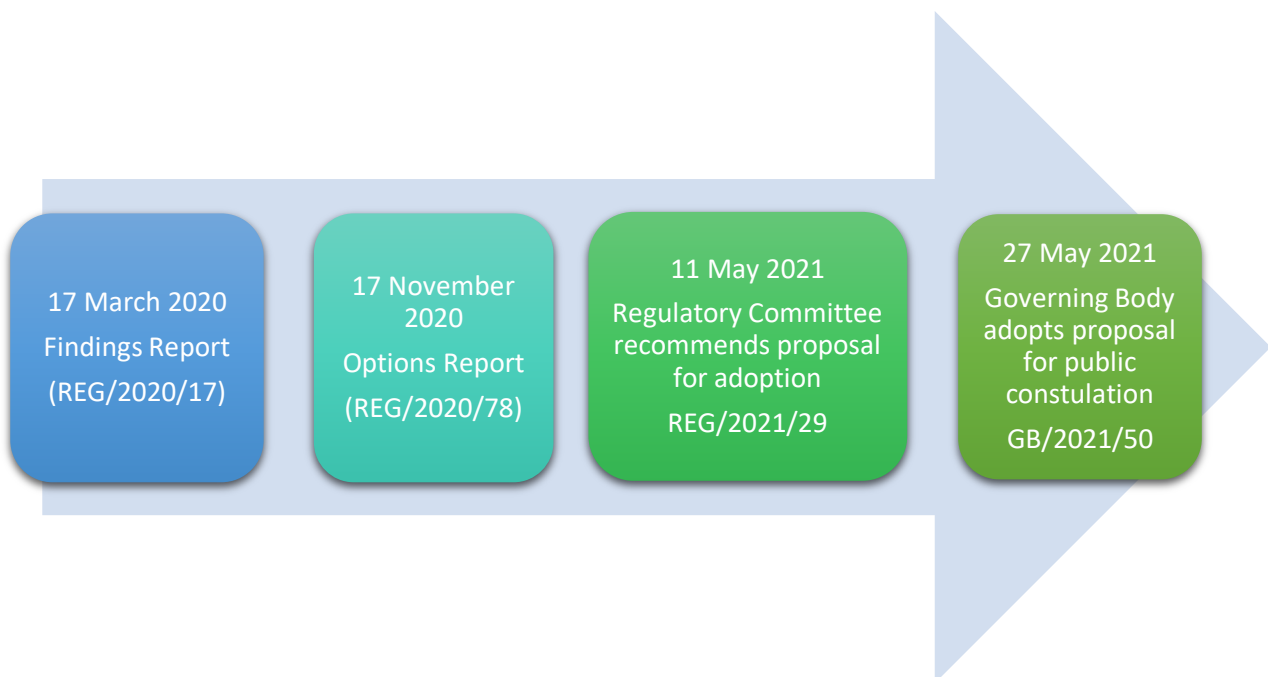 17 March 2020
Findings Report
(REG/2020/17)
17 November
2020
Options Report
(REG/2020/78)
11 May 2021
Regulatory Committee
recommends proposal
for adoption
REG/2021/29
27 May 2021
Governing Body
adopts proposal
for public
constulation
GB/2021/50